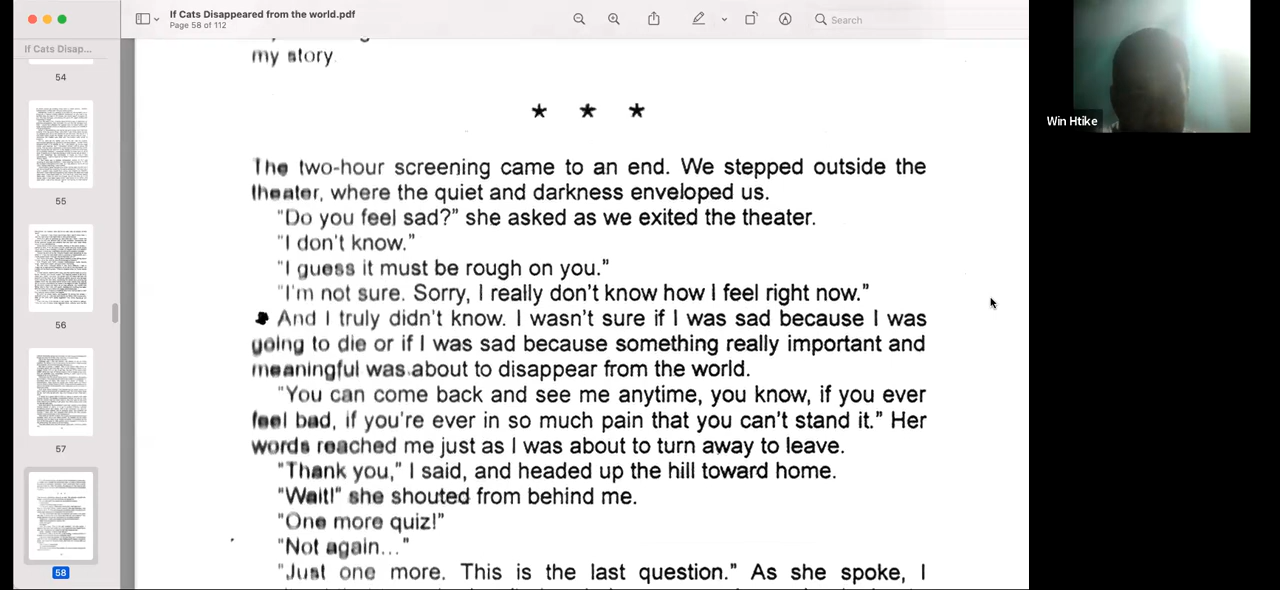 If Cats Disappeared from the world.pdf
Page 58 of 112
Search
If Cats Disap...
54
55
56
57
58
my story
★ ★ ★
The two-hour screening came to an end. We stepped outside the
theater, where the quiet and darkness enveloped us.
"Do you feel sad?" she asked as we exited the theater.
"I don't know."
"I guess it must be rough on you."
"I'm not sure. Sorry, I really don't know how I feel right now."
And I truly didn't know. I wasn't sure if I was sad because I was
going to die or if I was sad because something really important and
meaningful was about to disappear from the world.
"You can come back and see me anytime, you know, if you ever
feel bad, if you're ever in so much pain that you can't stand it." Her
words reached me just as I was about to turn away to leave.
"Thank you," I said, and headed up the hill toward home.
"Wait!" she shouted from behind me.
"One more quiz!"
"Not again..."
"Just one more. This is the last question." As she spoke, I
Win Htike